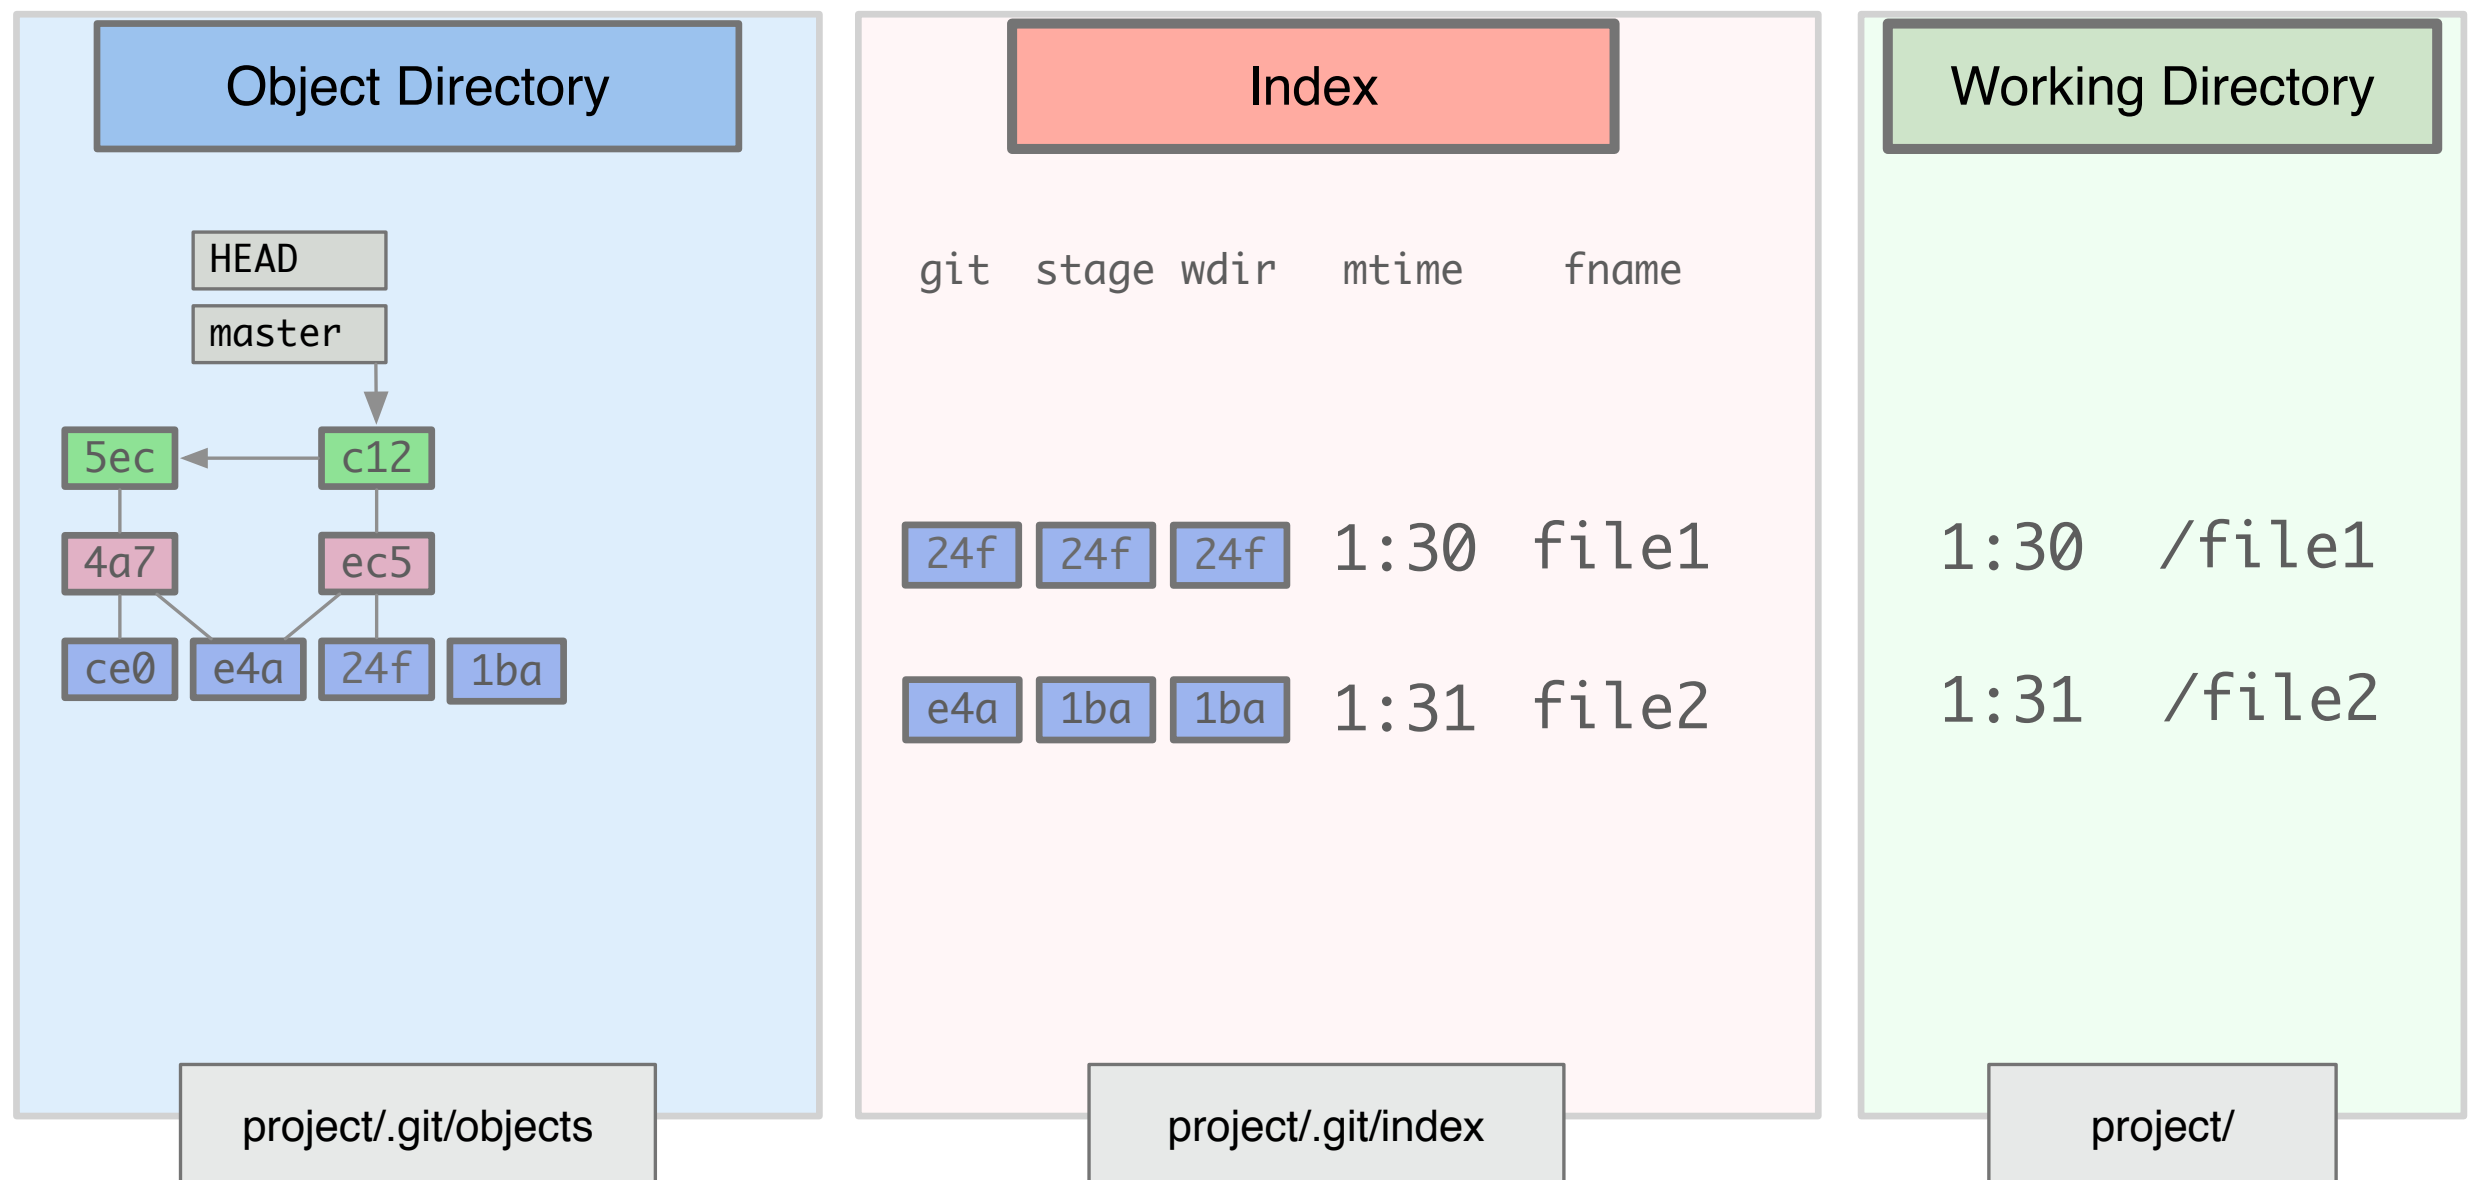 Object Directory
HEAD
master
5ec c12
4a7 ec5
ce0 e4a 24f 1ba
project/.git/objects
Index
git stage wdir mtime fname
24f 24f 24f 1:30 file1
e4a 1ba 1ba 1:31 file2
project/.git/index
Working Directory
1:30 /file1
1:31 /file2
project/